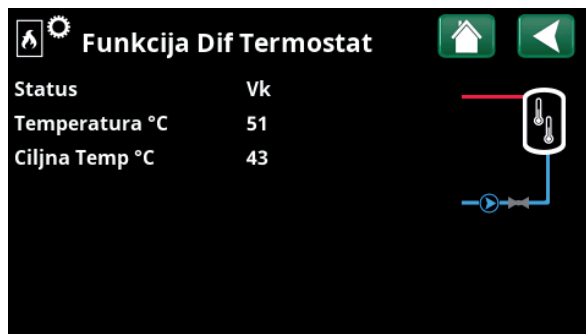 Funkcija Dif Termostat
Status Vk
Temperatura °C 51
Ciljna Temp °C 43